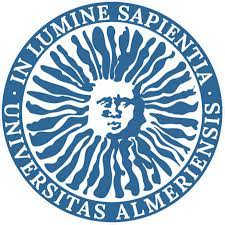 · IN LUMINE SAPIENTIA ·
UNIVERSITAS ALMERIENSIS